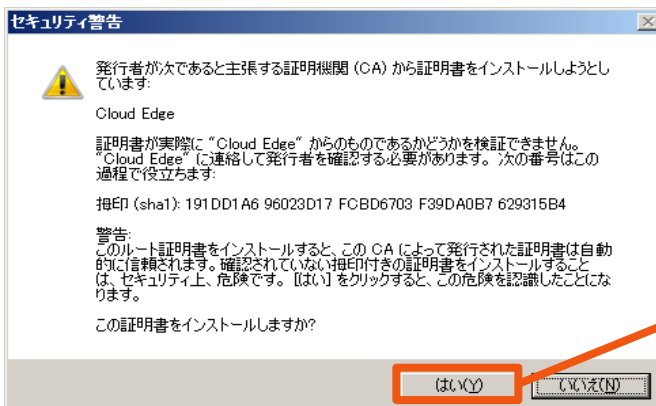 セキュリティ警告
発行者が次であると主張する証明機関 (CA) から証明書をインストールしようとし
ています:
Cloud Edge
証明書が実際に "Cloud Edge" からのものであるかどうかを検証できません。
"Cloud Edge" に連絡して発行者を確認する必要があります。 次の番号はこの
過程で役立ちます:
拇印 (sha1): 191DD1A6 96023D17 FCBD6703 F39DA0B7 629315B4
警告:
このルート証明書をインストールすると、この CA によって発行された証明書は自動
的に信頼されます。確認されていない拇印付きの証明書をインストールすること
は、セキュリティ上、危険です。 [はい] をクリックすると、この危険を認識したことにな
ります。
この証明書をインストールしますか?
はい(Y)
いいえ(N)